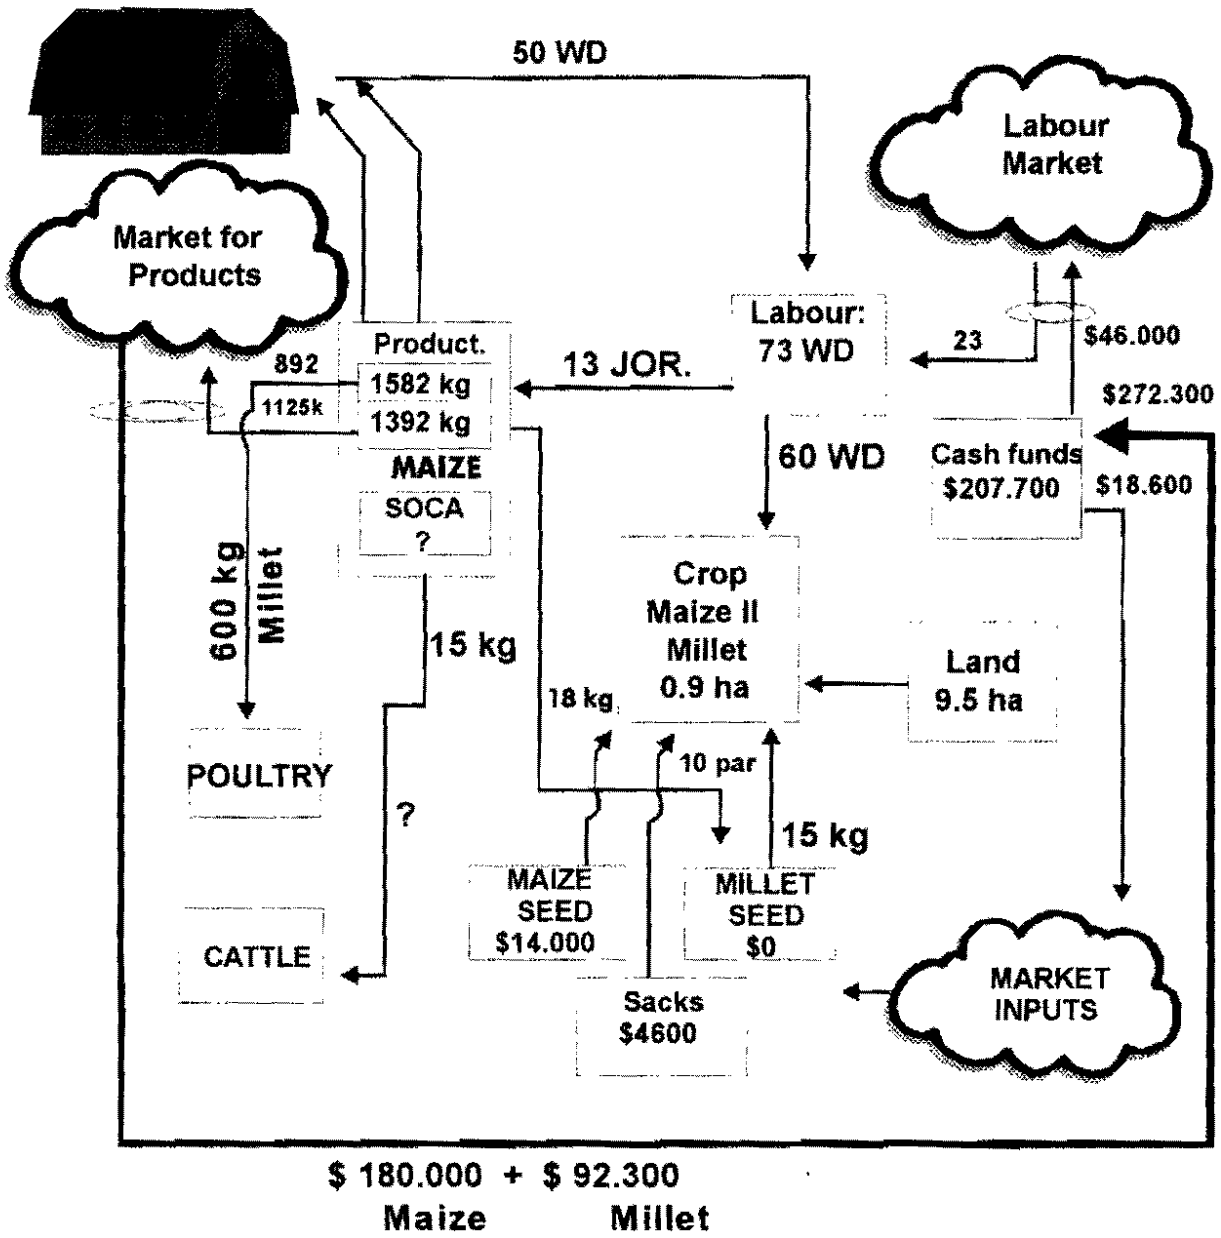 50 WD
Labour
Market
Market for
Products
Labour:
73 WD
23
$46.000
Product.
892
1582 kg
1125k
1392 kg
MAIZE
13 JOR.
$272.300
60 WD
Cash funds
$207.700
$18.600
SOCA
?
600 kg
Millet
15 kg
Crop
Maize II
Millet
0.9 ha
Land
9.5 ha
18 kg
10 par
POULTRY
?
15 kg
MAIZE
SEED
$14.000
MILLET
SEED
$0
CATTLE
Sacks
$4600
MARKET
INPUTS
$ 180.000 + $ 92.300
Maize Millet